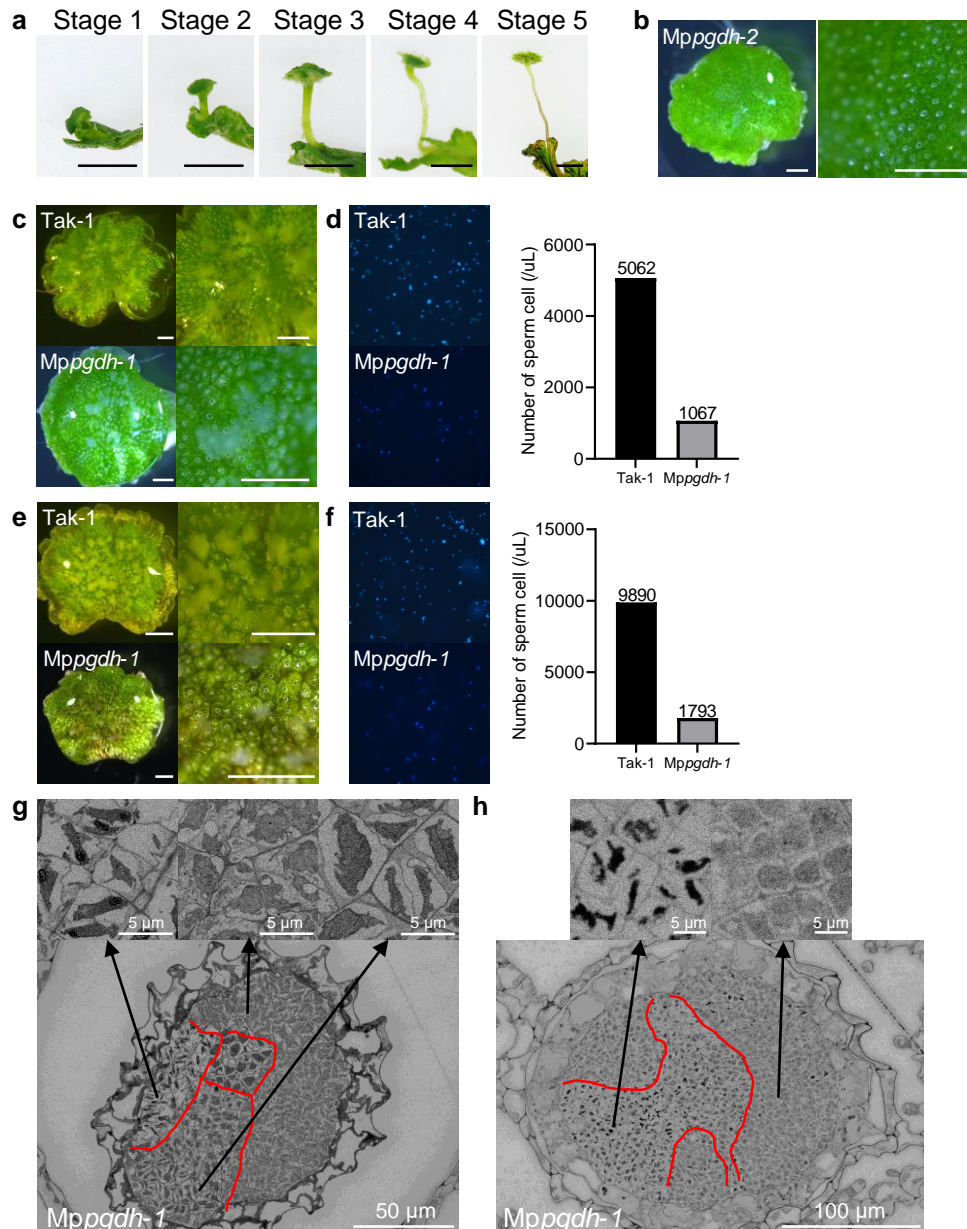 a
Stage 1 Stage 2 Stage 3 Stage 4 Stage 5
b
Mppgdh-2
c
Tak-1
Mppgdh-1
d
Tak-1
Mppgdh-1
Number of sperm cell (/uL)
6000
4000
2000
0
5062
1067
Tak-1 Mppgdh-1
e
Tak-1
Mppgdh-1
f
Tak-1
Mppgdh-1
Number of sperm cell (/uL)
15000
10000
5000
0
9890
1793
Tak-1 Mppgdh-1
g
5 µm 5 µm 5 µm
Mppgdh-1
50 µm
h
5 µm 5 µm
Mppgdh-1
100 µm